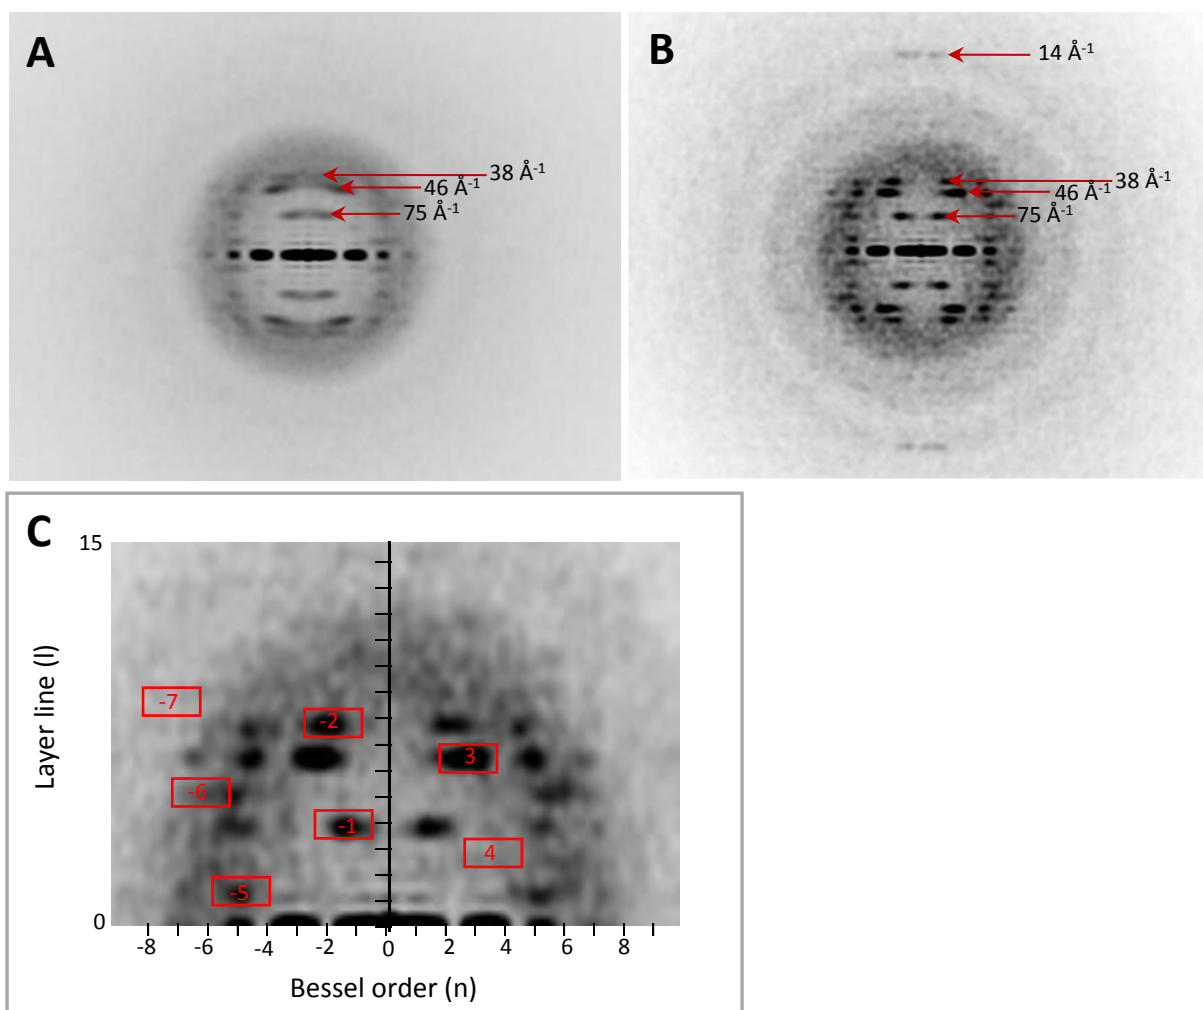 A
38 Å-1
46 Å-1
75 Å-1
B
14 Å-1
38 Å-1
46 Å-1
75 Å-1
C
15
Layer line (l)
0
-7
-2
3
-6
-1
4
-5
-8 -6 -4 -2 0 2 4 6 8
Bessel order (n)